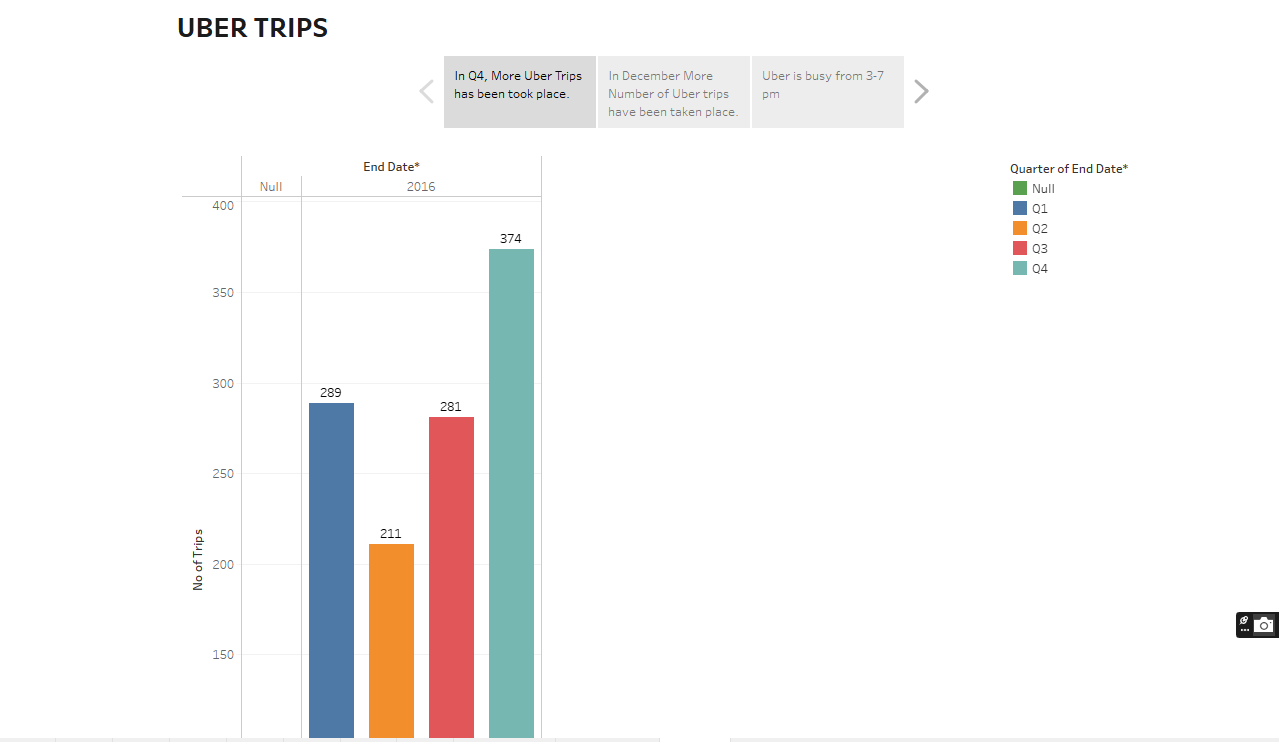 UBER TRIPS
In Q4, More Uber Trips
has been took place.
In December More
Number of Uber trips
have been taken place.
Uber is busy from 3-7
pm
End Date*
Null
2016
400
350
300
250
200
150
No of Trips
289
211
281
374
Quarter of End Date*
Null
Q1
Q2
Q3
Q4